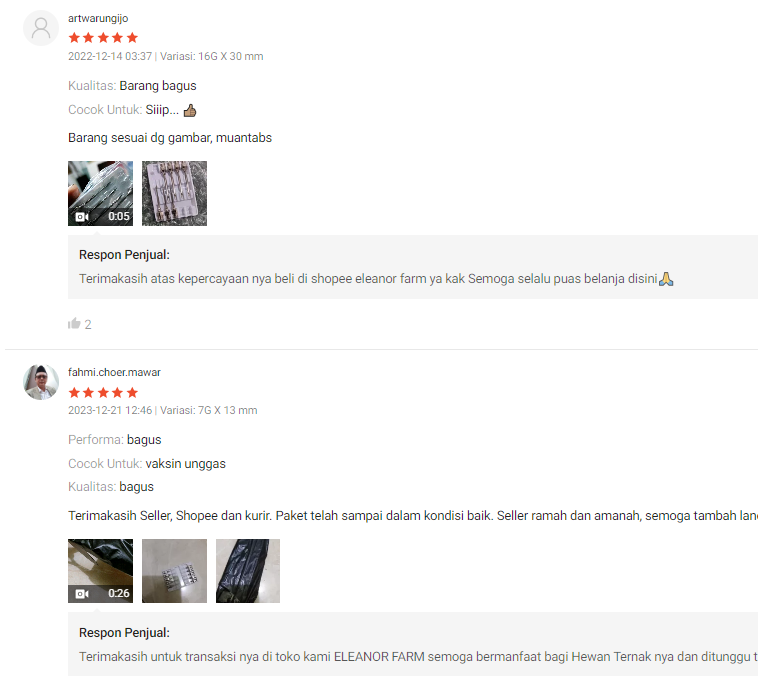 artwarungijo
2022-12-14 03:37 | Variasi: 16G X 30 mm
Kualitas: Barang bagus
Cocok Untuk: Siiip... 👍🏽
Barang sesuai dg gambar, muantabs
0:05
Respon Penjual:
Terimakasih atas kepercayaan nya beli di shopee eleanor farm ya kak Semoga selalu puas belanja disini🙏
2
fahmi.choer.mawar
2023-12-21 12:46 | Variasi: 7G X 13 mm
Performa: bagus
Cocok Untuk: vaksin unggas
Kualitas: bagus
Terimakasih Seller, Shopee dan kurir. Paket telah sampai dalam kondisi baik. Seller ramah dan amanah, semoga tambah
0:26
Respon Penjual:
Terimakasih untuk transaksi nya di toko kami ELEANOR FARM semoga bermanfaat bagi Hewan Ternak nya dan ditunggu